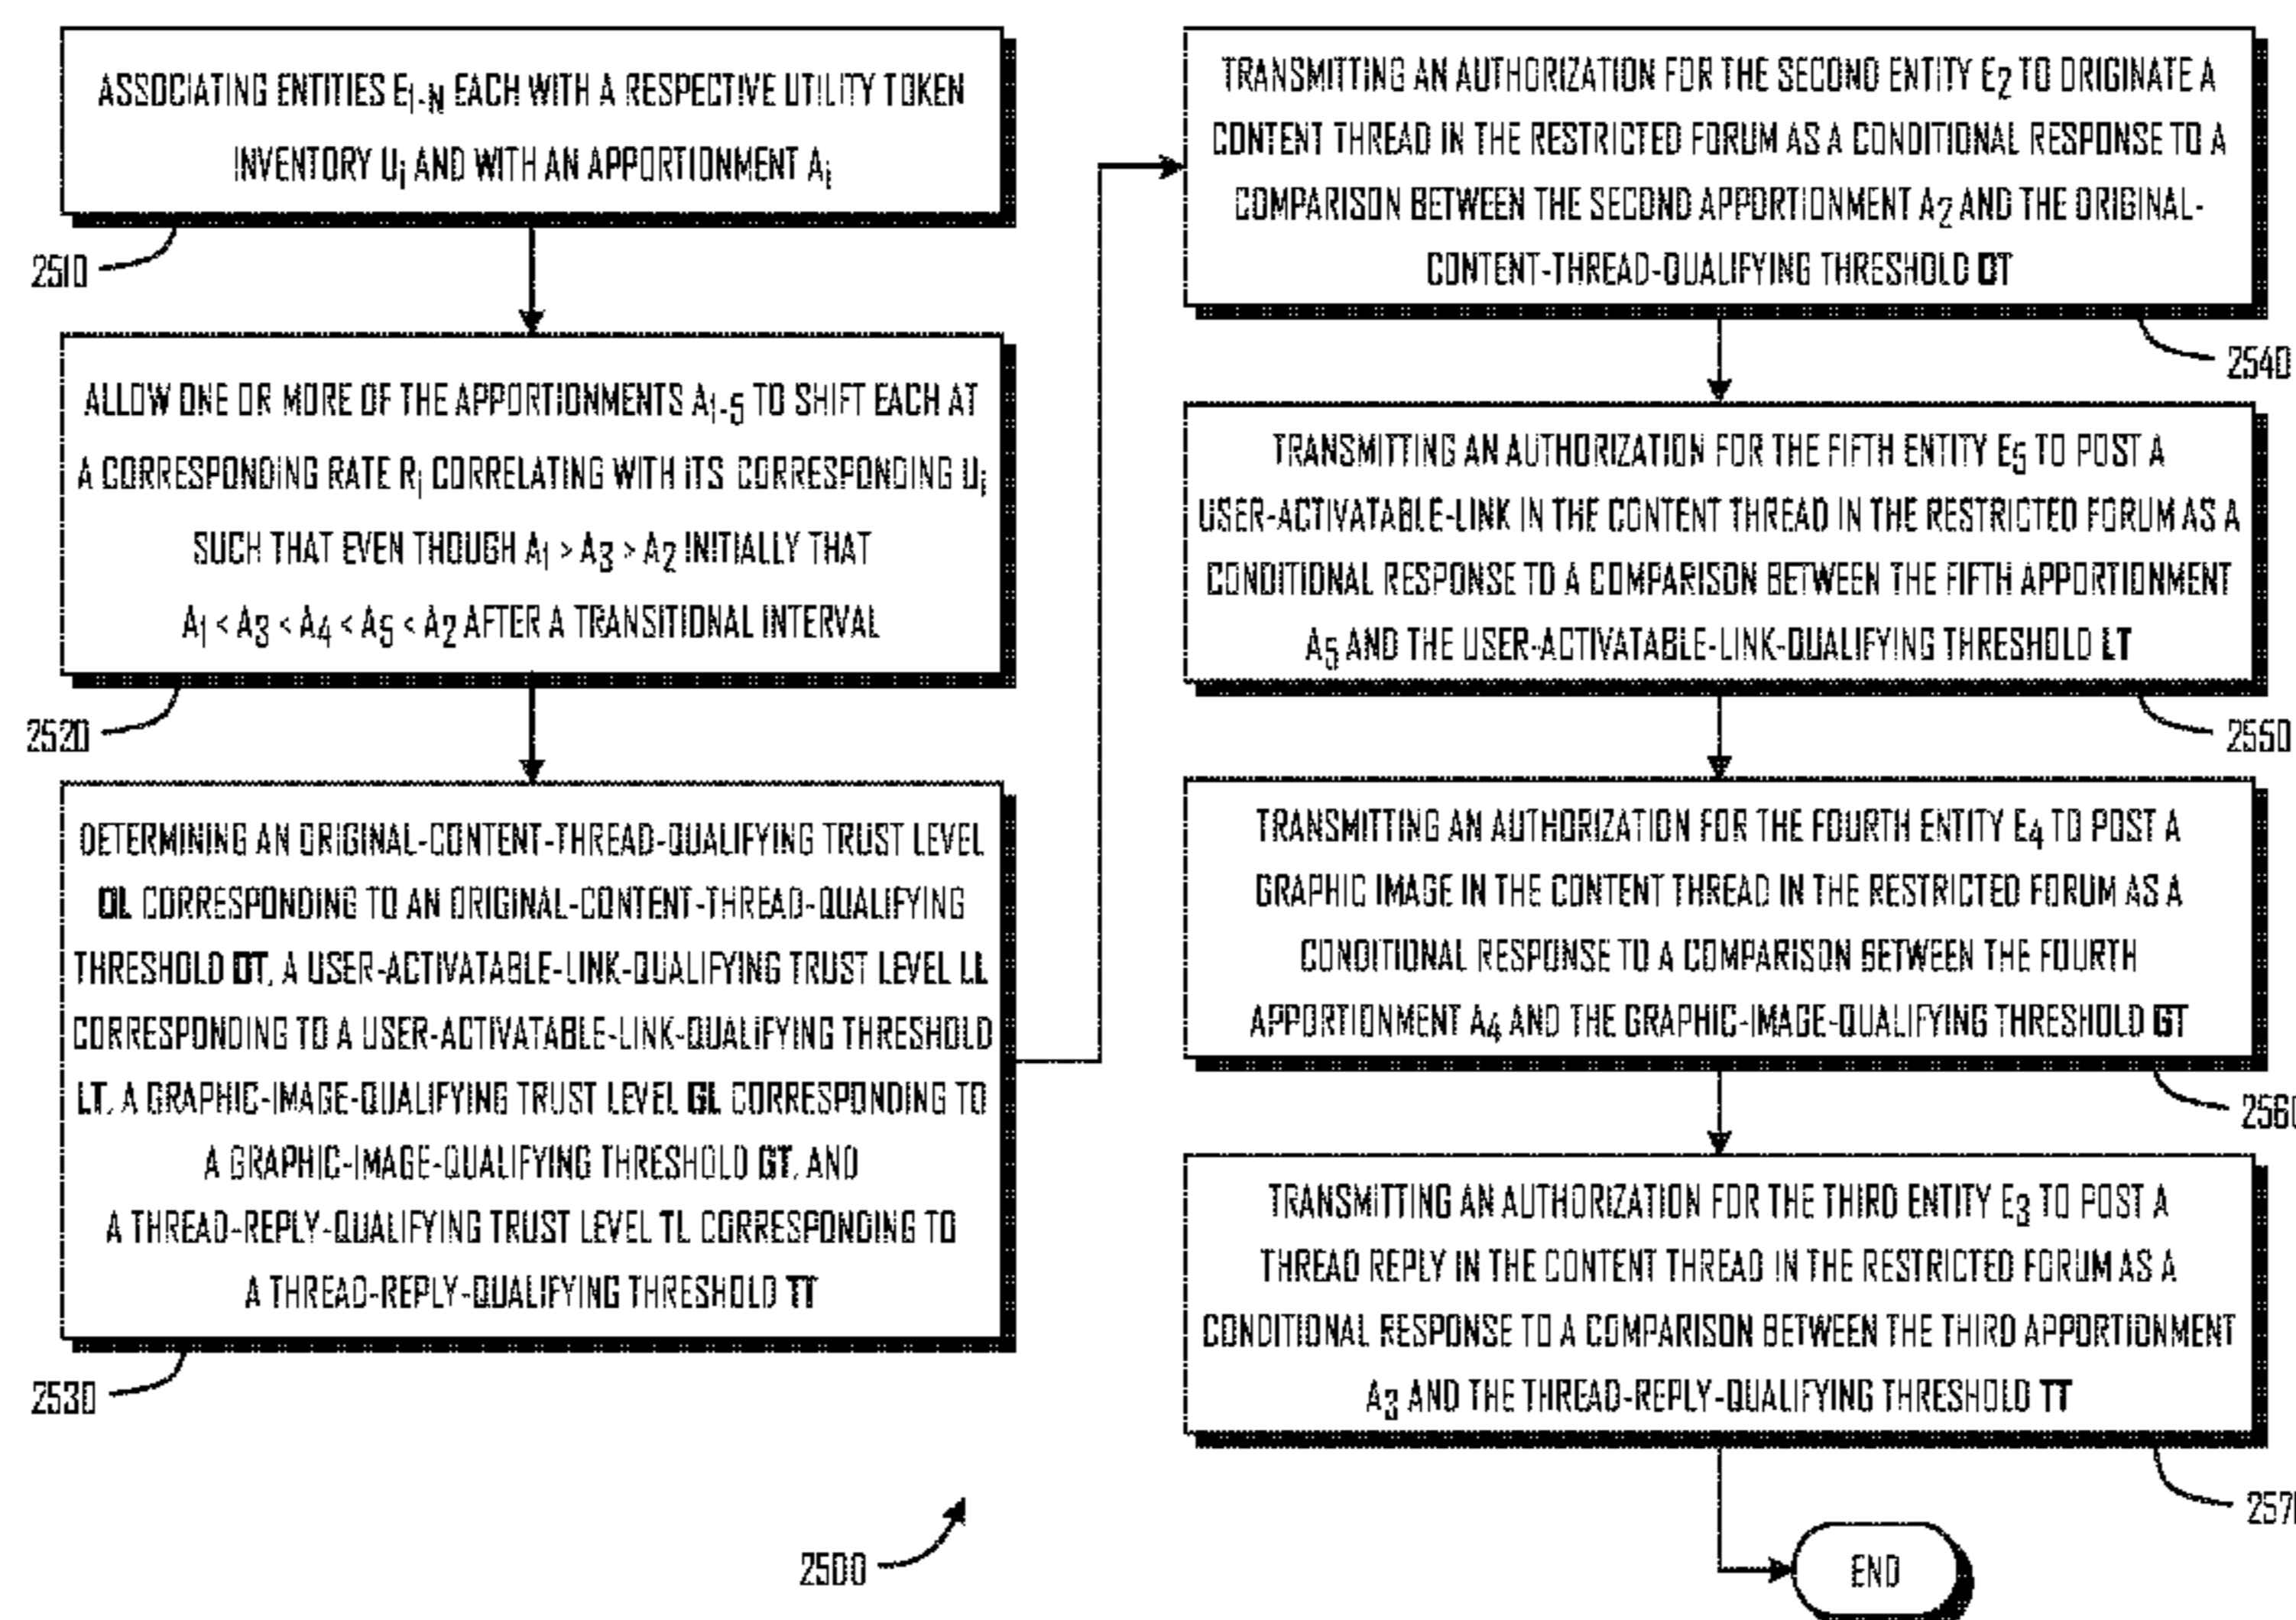 ASSOCIATING ENTITIES E1-N EACH WITH A RESPECTIVE UTILITY TOKEN
INVENTORY Ui AND WITH AN APPORTIONMENT Ai
2510
ALLOW ONE OR MORE OF THE APPORTIONMENTS A1-5 TO SHIFT EACH AT
A CORRESPONDING RATE Ri CORRELATING WITH ITS CORRESPONDING Ui
SUCH THAT EVEN THOUGH A1 > A3 > A2 INITIALLY THAT
A1 < A3 < A4 < A5 < A2 AFTER A TRANSITIONAL INTERVAL
2520
DETERMINING AN ORIGINAL-CONTENT-THREAD-QUALIFYING TRUST LEVEL
OL CORRESPONDING TO AN ORIGINAL-CONTENT-THREAD-QUALIFYING
THRESHOLD OT, A USER-ACTIVATABLE-LINK-QUALIFYING TRUST LEVEL LL
CORRESPONDING TO A USER-ACTIVATABLE-LINK-QUALIFYING THRESHOLD
LT, A GRAPHIC-IMAGE-QUALIFYING TRUST LEVEL GL CORRESPONDING TO
A GRAPHIC-IMAGE-QUALIFYING THRESHOLD GT, AND
A THREAD-REPLY-QUALIFYING TRUST LEVEL TL CORRESPONDING TO
A THREAD-REPLY-QUALIFYING THRESHOLD TT
2530
2500
TRANSMITTING AN AUTHORIZATION FOR THE SECOND ENTITY E2 TO ORIGINATE A
CONTENT THREAD IN THE RESTRICTED FORUM AS A CONDITIONAL RESPONSE TO A
COMPARISON BETWEEN THE SECOND APPORTIONMENT A2 AND THE ORIGINAL-
CONTENT-THREAD-QUALIFYING THRESHOLD OT
2540
TRANSMITTING AN AUTHORIZATION FOR THE FIFTH ENTITY E5 TO POST A
USER-ACTIVATABLE-LINK IN THE CONTENT THREAD IN THE RESTRICTED FORUM AS A
CONDITIONAL RESPONSE TO A COMPARISON BETWEEN THE FIFTH APPORTIONMENT
A5 AND THE USER-ACTIVATABLE-LINK-QUALIFYING THRESHOLD LT
2550
TRANSMITTING AN AUTHORIZATION FOR THE FOURTH ENTITY E4 TO POST A
GRAPHIC IMAGE IN THE CONTENT THREAD IN THE RESTRICTED FORUM AS A
CONDITIONAL RESPONSE TO A COMPARISON BETWEEN THE FOURTH
APPORTIONMENT A4 AND THE GRAPHIC-IMAGE-QUALIFYING THRESHOLD GT
2560
TRANSMITTING AN AUTHORIZATION FOR THE THIRD ENTITY E3 TO POST A
THREAD REPLY IN THE CONTENT THREAD IN THE RESTRICTED FORUM AS A
CONDITIONAL RESPONSE TO A COMPARISON BETWEEN THE THIRD APPORTIONMENT
A3 AND THE THREAD-REPLY-QUALIFYING THRESHOLD TT
END